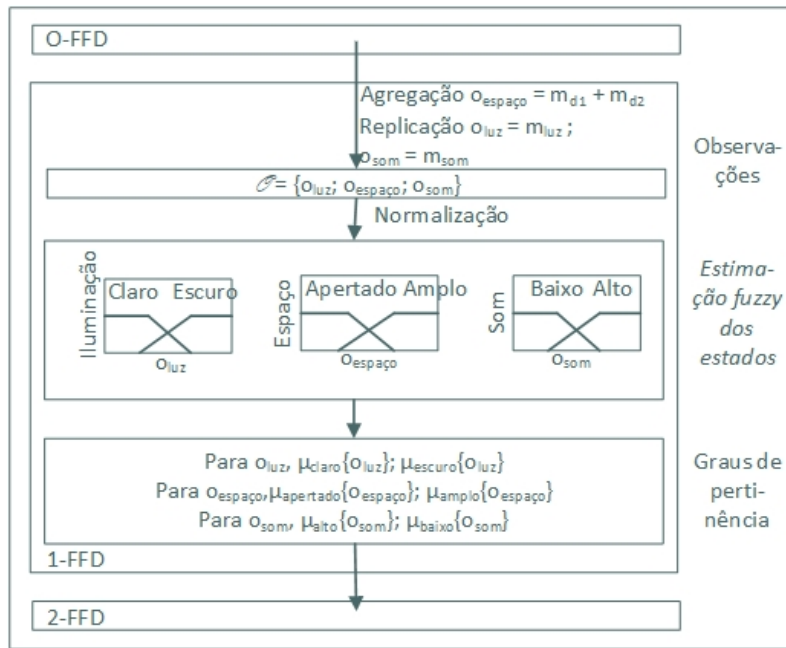 O-FFD
Agregação o_espaço = m_d1 + m_d2
Replicação o_luz = m_luz ;
o_som = m_som
Observa-
ções
𝒪 = {o_luz; o_espaço; o_som}
Normalização
Iluminação
Claro Escuro
o_luz
Espaço
Apertado Amplo
o_espaço
Som
Baixo Alto
o_som
Estima-
ção fuzzy
dos
estados
Para o_luz, μ_claro{o_luz}; μ_escuro{o_luz}
Para o_espaço,μ_apertado{o_espaço}; μ_amplo{o_espaço}
Para o_som, μ_alto{o_som}; μ_baixo{o_som}
Graus de
perti-
nência
1-FFD
2-FFD